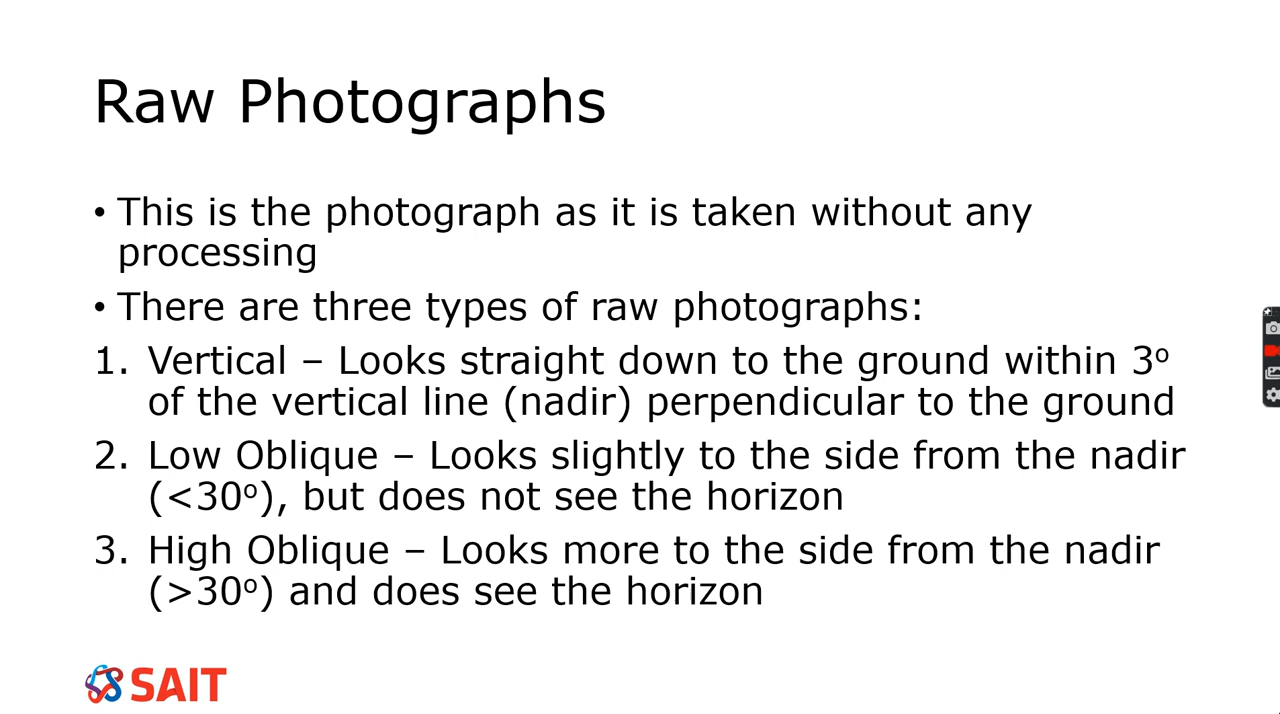 Raw Photographs
• This is the photograph as it is taken without any
processing
• There are three types of raw photographs:
1. Vertical – Looks straight down to the ground within 3º
of the vertical line (nadir) perpendicular to the ground
2. Low Oblique – Looks slightly to the side from the nadir
(<30º), but does not see the horizon
3. High Oblique – Looks more to the side from the nadir
(>30º) and does see the horizon
SAIT